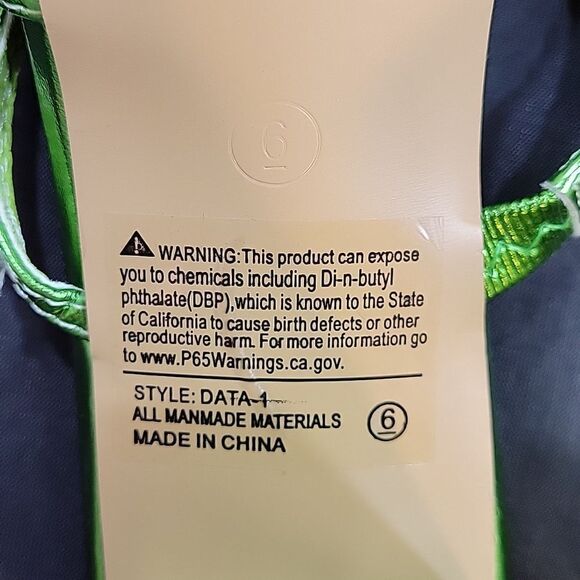 6
WARNING: This product can expose
you to chemicals including Di-n-butyl
phthalate(DBP),which is known to the State
of California to cause birth defects or other
reproductive harm. For more information go
to www.P65Warnings.ca.gov.
STYLE: DATA-1
ALL MANMADE MATERIALS
6
MADE IN CHINA